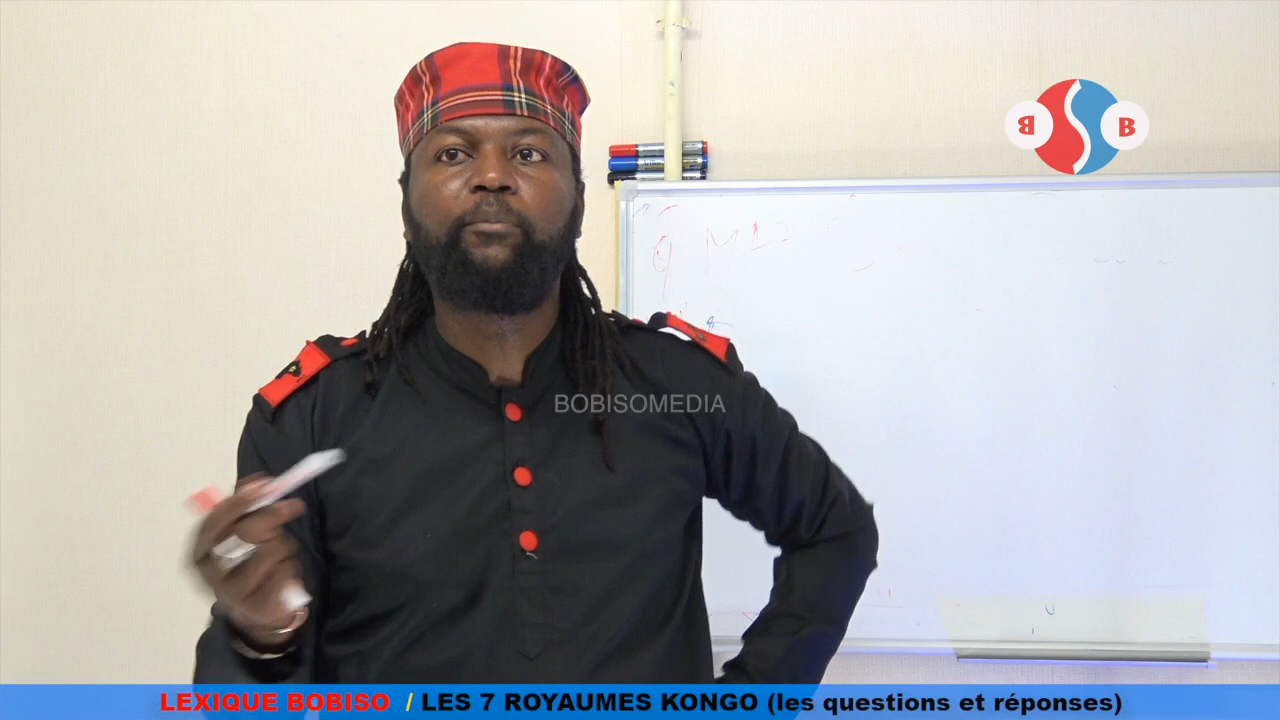 B B
BOBISOMEDIA
LEXIQUE BOBISO / LES 7 ROYAUMES KONGO (les questions et réponses)